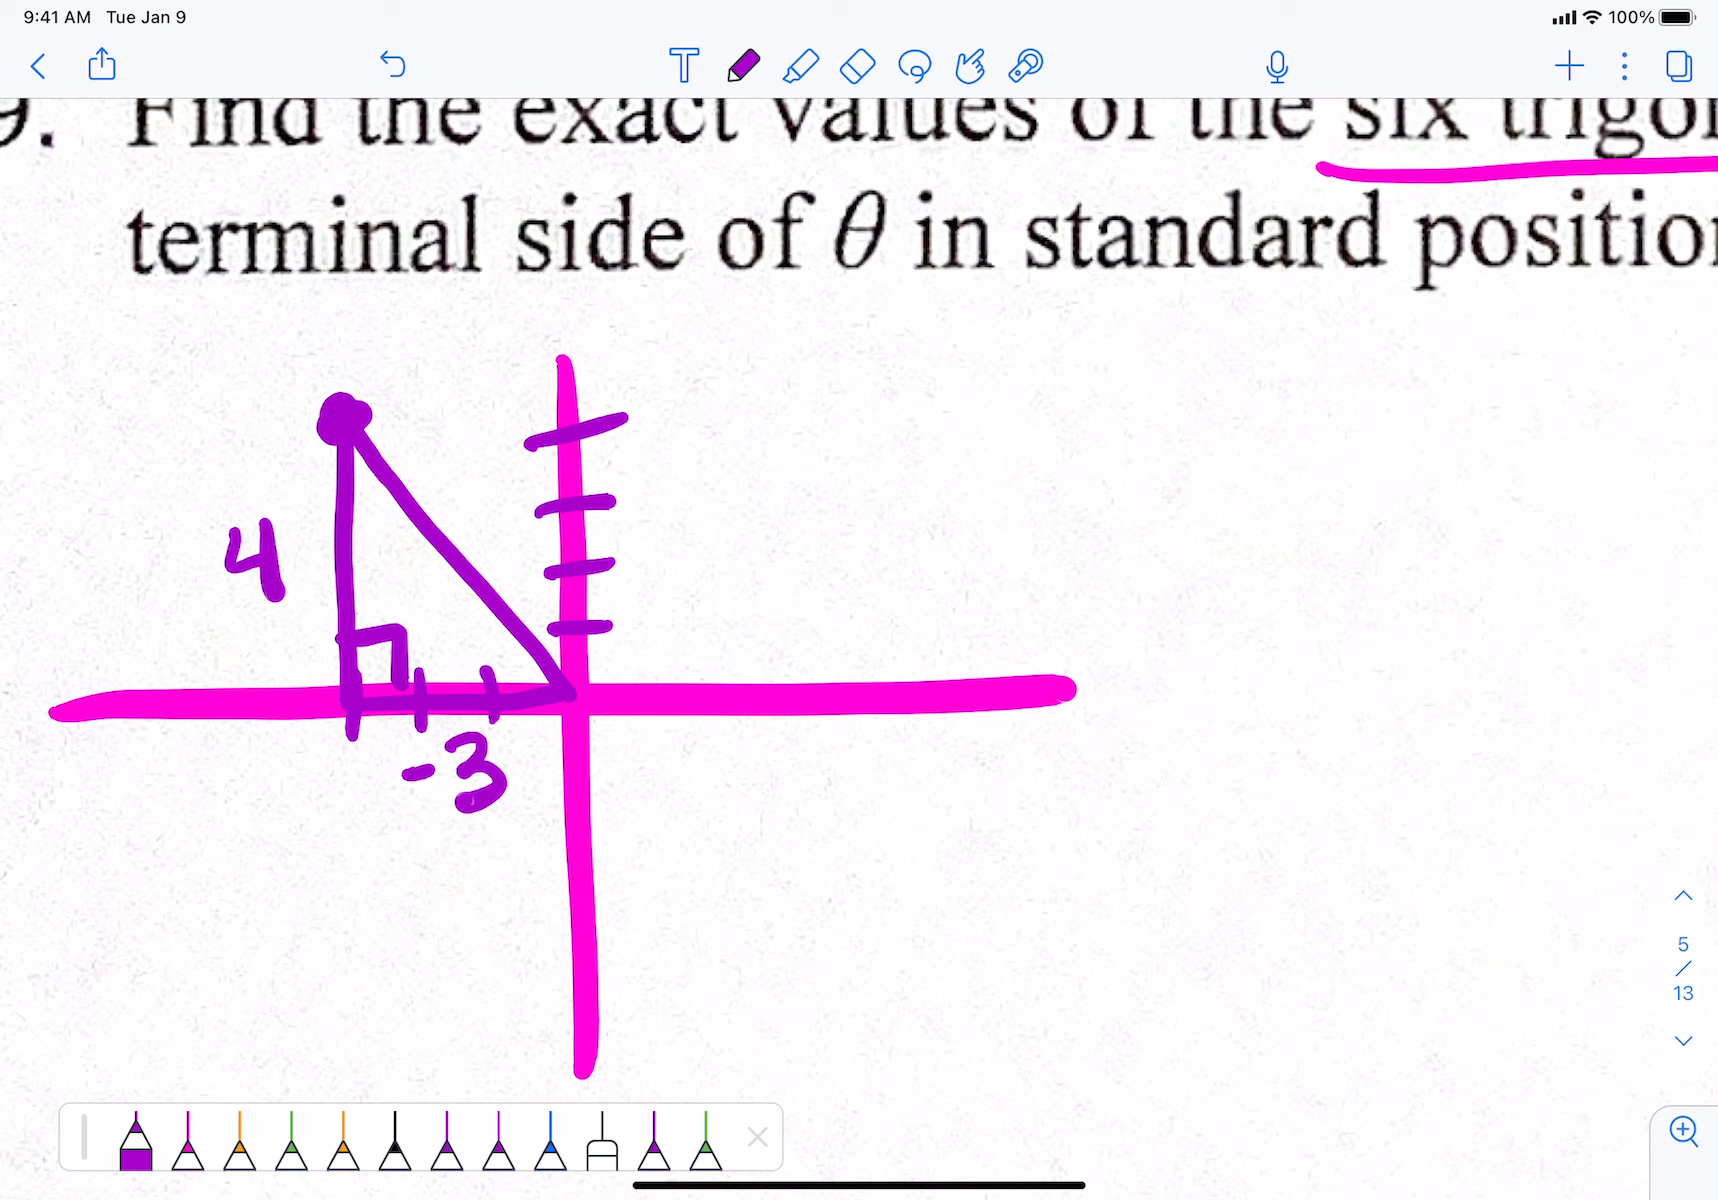 9:41 AM Tue Jan 9
100%
9. Find the exact values of the six trigo
terminal side of θ in standard positio
4
-3
5
/
13